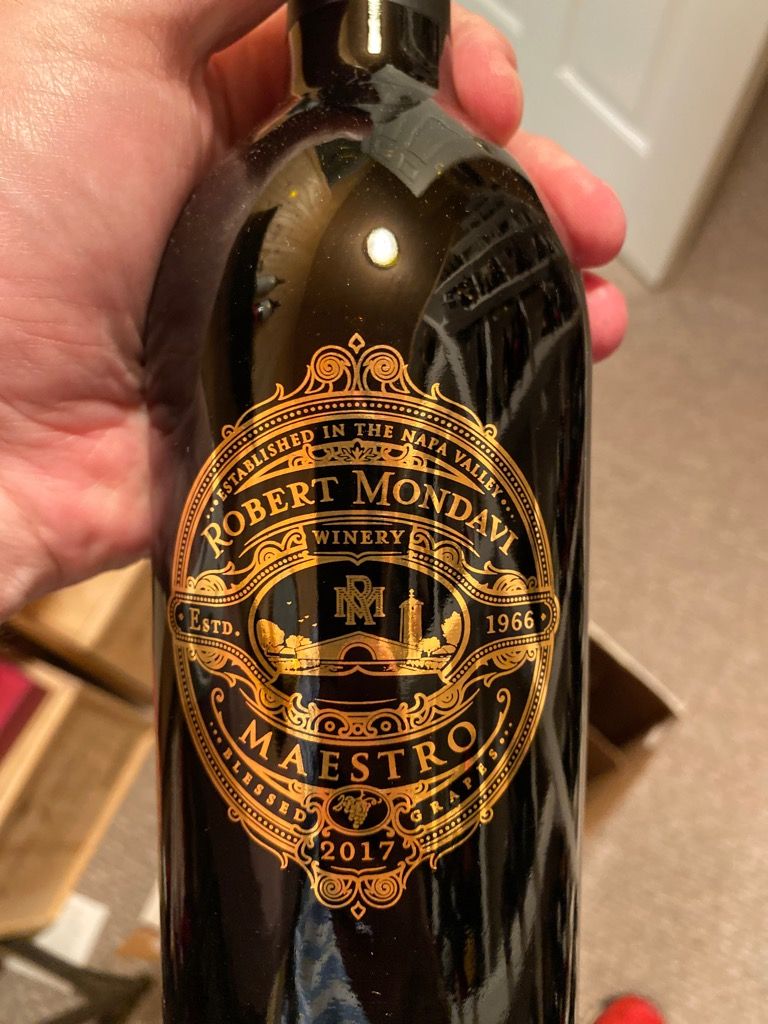 ESTABLISHED IN THE NAPA VALLEY
ROBERT MONDAVI
WINERY
RM
ESTD. 1966
MAESTRO
BLESSED GRAPES
2017